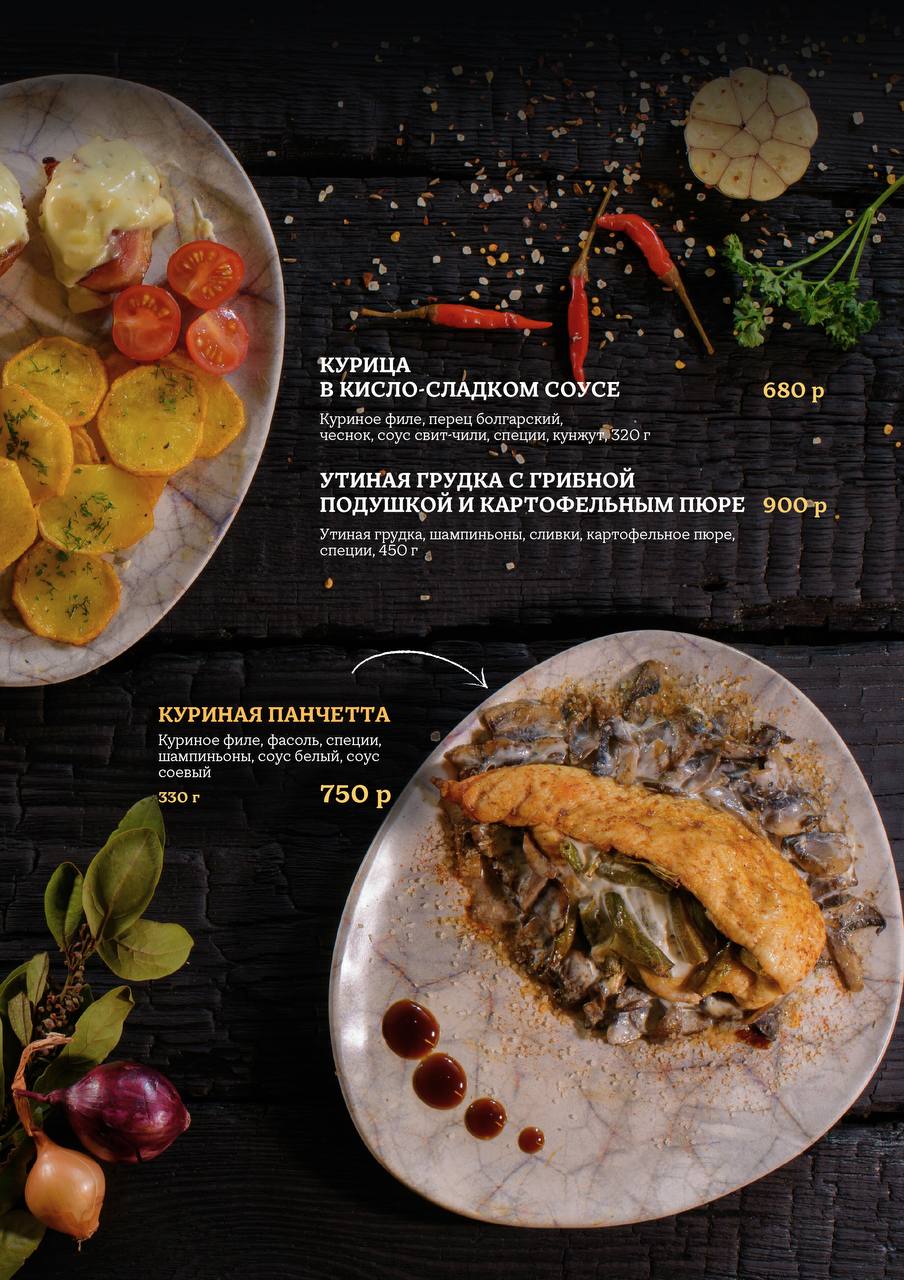 КУРИЦА
В КИСЛО-СЛАДКОМ СОУСЕ 680 р
Куриное филе, перец болгарский,
чеснок, соус свит-чили, специи, кунжут, 320 г
УТИНАЯ ГРУДКА С ГРИБНОЙ
ПОДУШКОЙ И КАРТОФЕЛЬНЫМ ПЮРЕ 900 р
Утиная грудка, шампиньоны, сливки, картофельное пюре,
специи, 450 г
КУРИНАЯ ПАНЧЕТТА
Куриное филе, фасоль, специи,
шампиньоны, соус белый, соус
соевый
330 г 750 р